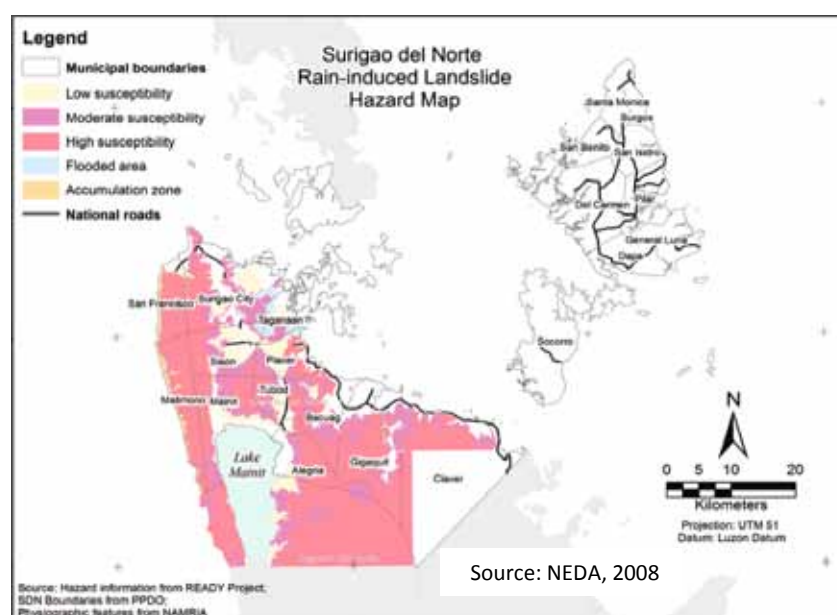 Legend
Municipal boundaries
Low susceptibility
Moderate susceptibility
High susceptibility
Flooded area
Accumulation zone
National roads
Surigao del Norte
Rain-induced Landslide
Hazard Map
Santa Monica
Burgos
San Benito
San Isidro
Del Carmen
Pilar
General Luna
Dapa
Socorro
San Francisco
Surigao City
Taganaan
Sison
Placer
Tubod
Malimono
Mainit
Bacuag
Lake
Mainit
Alegria
Gigaquit
Claver
N
0 5 10 20
Kilometers
Projection: UTM 51
Datum: Luzon Datum
Source: NEDA, 2008
Source: Hazard information from READY Project;
SDN Boundaries from PPDO;
Physiographic features from NAMRIA